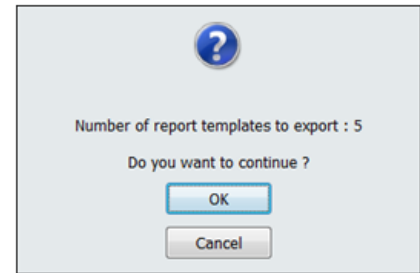 Number of report templates to export : 5
Do you want to continue ?
OK
Cancel